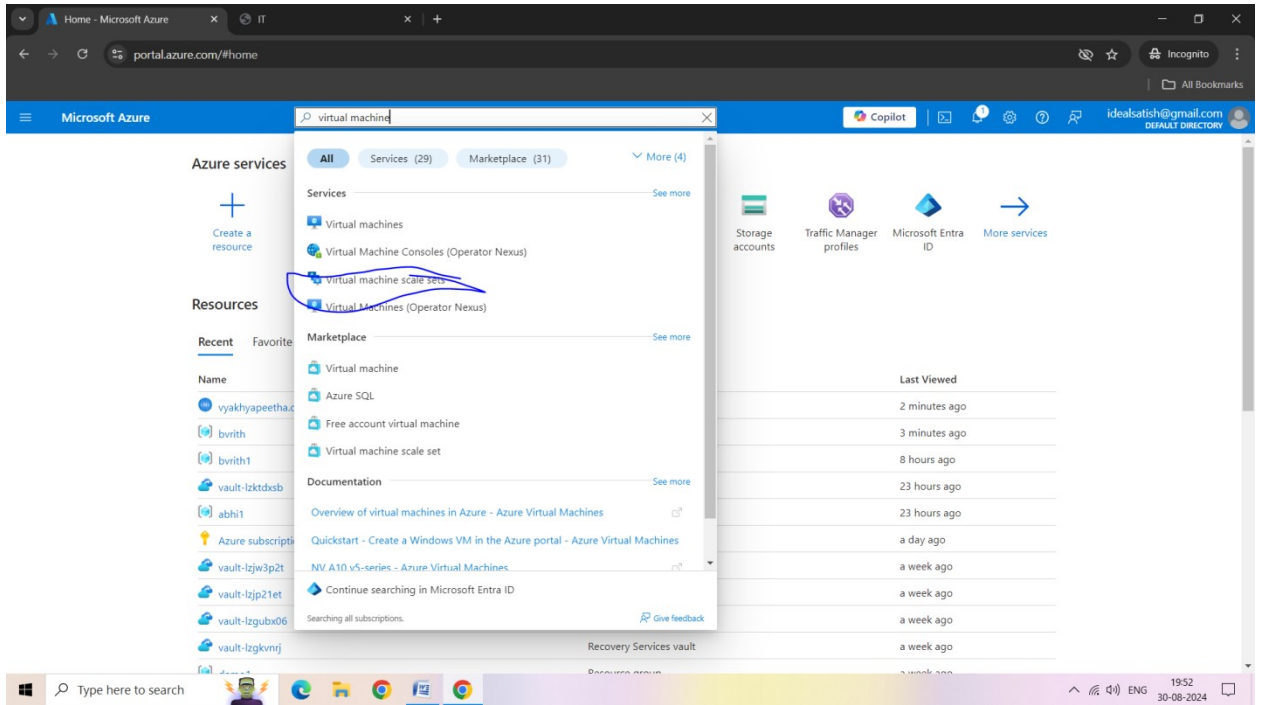 Home - Microsoft Azure
IT
portal.azure.com/#home
Incognito
All Bookmarks
Microsoft Azure
virtual machine
Copilot
1
idealsatish@gmail.com
DEFAULT DIRECTORY
Azure services
All
Services (29)
Marketplace (31)
More (4)
Services
See more
Virtual machines
Virtual Machine Consoles (Operator Nexus)
Virtual machine scale sets
Virtual Machines (Operator Nexus)
Create a
resource
Storage
accounts
Traffic Manager
profiles
Microsoft Entra
ID
More services
Resources
Recent
Favorite
Marketplace
See more
Virtual machine
Azure SQL
Free account virtual machine
Virtual machine scale set
Documentation
See more
Overview of virtual machines in Azure - Azure Virtual Machines
Quickstart - Create a Windows VM in the Azure portal - Azure Virtual Machines
NV A10 v5-series - Azure Virtual Machines
Continue searching in Microsoft Entra ID
Searching all subscriptions.
Give feedback
Name
Last Viewed
vyakhyapeetha.c
2 minutes ago
bvrith
3 minutes ago
bvrith1
8 hours ago
vault-lzktdxsb
23 hours ago
abhi1
23 hours ago
Azure subscripti
a day ago
vault-lzjw3p2t
a week ago
vault-lzjp21et
a week ago
vault-lzgubx06
a week ago
vault-lzgkvnrj
Recovery Services vault
a week ago
Resource group
a week ago
Type here to search
ENG
19:52
30-08-2024